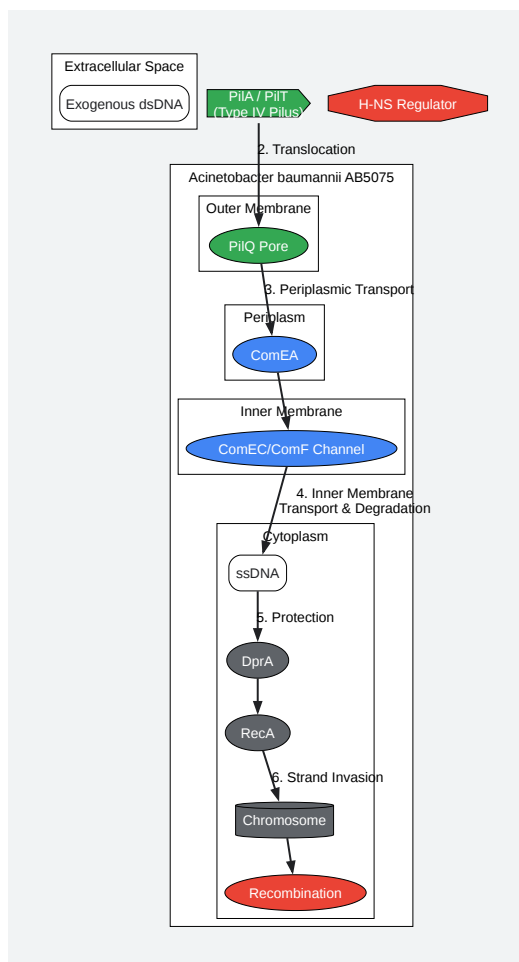 Extracellular Space
Exogenous dsDNA
PilA / PilT
(Type IV Pilus)
H-NS Regulator
2. Translocation
Acinetobacter baumannii AB5075
Outer Membrane
PilQ Pore
3. Periplasmic Transport
Periplasm
ComEA
Inner Membrane
ComEC/ComF Channel
4. Inner Membrane
Transport & Degradation
Cytoplasm
ssDNA
5. Protection
DprA
RecA
6. Strand Invasion
Chromosome
Recombination